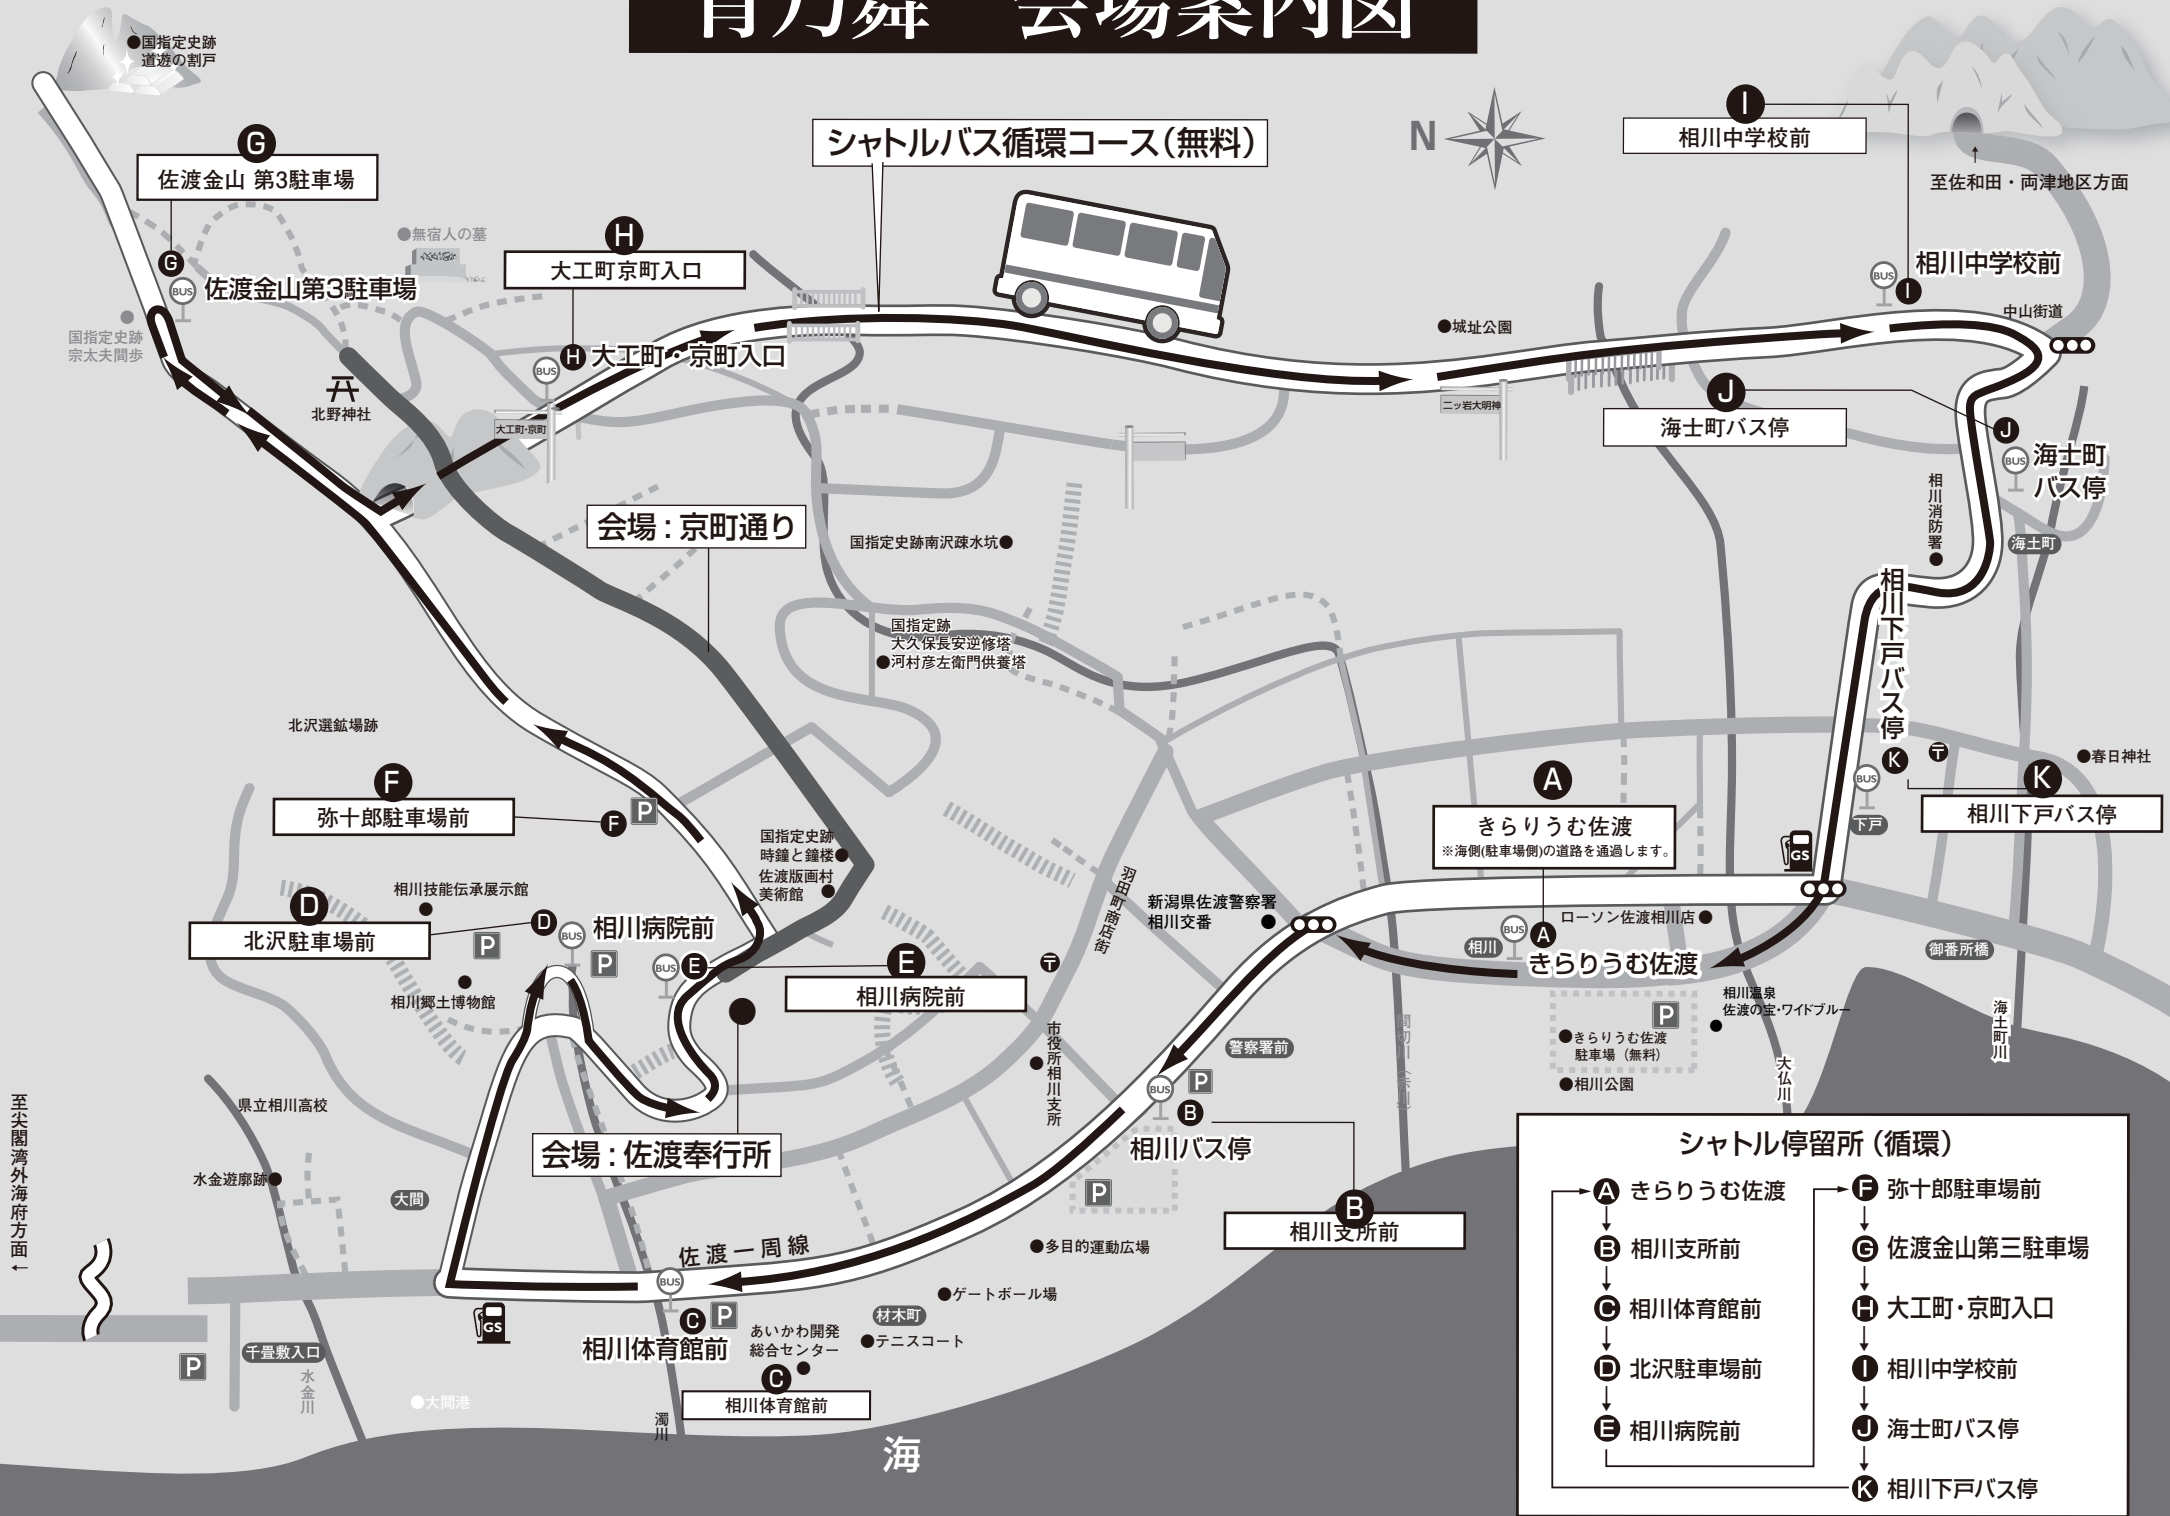 宵乃舞　会場案内図
●国指定史跡
道遊の割戸
G
佐渡金山 第3駐車場
G
BUS
佐渡金山第3駐車場
●無宿人の墓
国指定史跡
宗太夫間歩
H
大工町京町入口
H
BUS
大工町・京町入口
大工町・京町
北野神社
シャトルバス循環コース（無料）
N
I
相川中学校前
至佐和田・両津地区方面
BUS
I
相川中学校前
中山街道
●城址公園
二ッ岩大明神
J
海士町バス停
J
BUS
海士町
バス停
相川消防署
海士町
会場：京町通り
国指定史跡南沢疎水坑●
国指定跡
大久保長安逆修塔
●河村彦左衛門供養塔
相川下戸バス停
K
BUS
〒
●春日神社
K
相川下戸バス停
下戸
GS
北沢選鉱場跡
F
弥十郎駐車場前
F
P
国指定史跡
時鐘と鐘楼●
佐渡版画村
美術館
A
きらりうむ佐渡
※海側(駐車場側)の道路を通過します。
羽田町商店街
新潟県佐渡警察署
相川交番
ローソン佐渡相川店●
相川
BUS
A
きらりうむ佐渡
御番所橋
相川技能伝承展示館
D
北沢駐車場前
D
BUS
相川病院前
P
P
相川郷土博物館
BUS
E
E
相川病院前
〒
市役所相川支所
警察署前
間切川
P
●きらりうむ佐渡
駐車場（無料）
●相川公園
相川温泉
佐渡の宝・ワイドブルー
大仏川
海士町川
BUS
P
B
相川バス停
P
B
相川支所前
至尖閣湾外海府方面
県立相川高校
水金遊廓跡●
大間
会場：佐渡奉行所
佐渡一周線
●多目的運動広場
●ゲートボール場
材木町
●テニスコート
BUS
C
P
相川体育館前
あいかわ開発
総合センター
C
相川体育館前
GS
千畳敷入口
P
水金川
●大間港
濁川
海
シャトル停留所（循環）
A きらりうむ佐渡
B 相川支所前
C 相川体育館前
D 北沢駐車場前
E 相川病院前
F 弥十郎駐車場前
G 佐渡金山第三駐車場
H 大工町・京町入口
I 相川中学校前
J 海士町バス停
K 相川下戸バス停